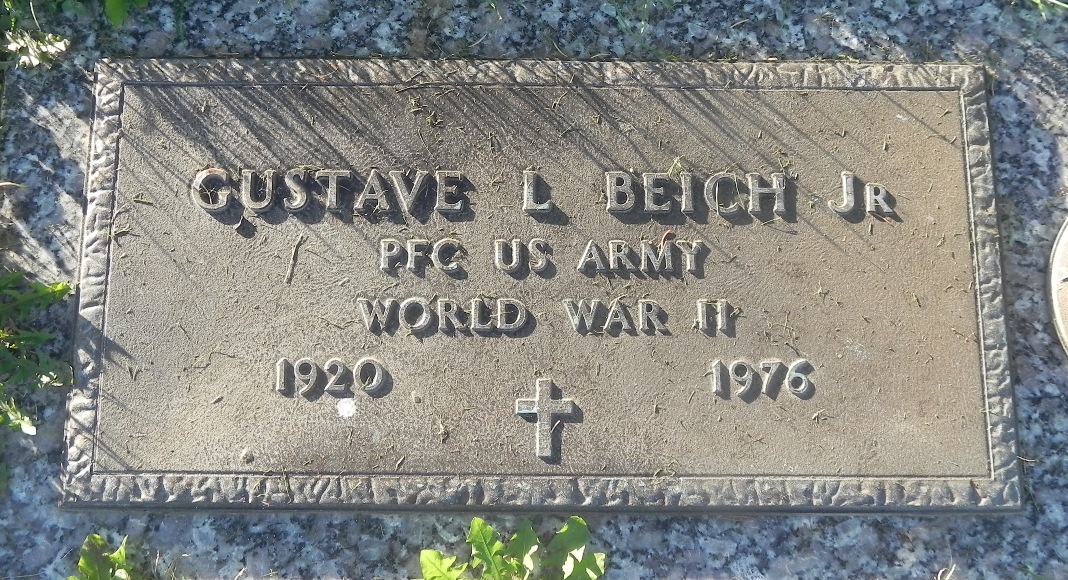 GUSTAVE L BEICH JR
PFC US ARMY
WORLD WAR II
1920 1976